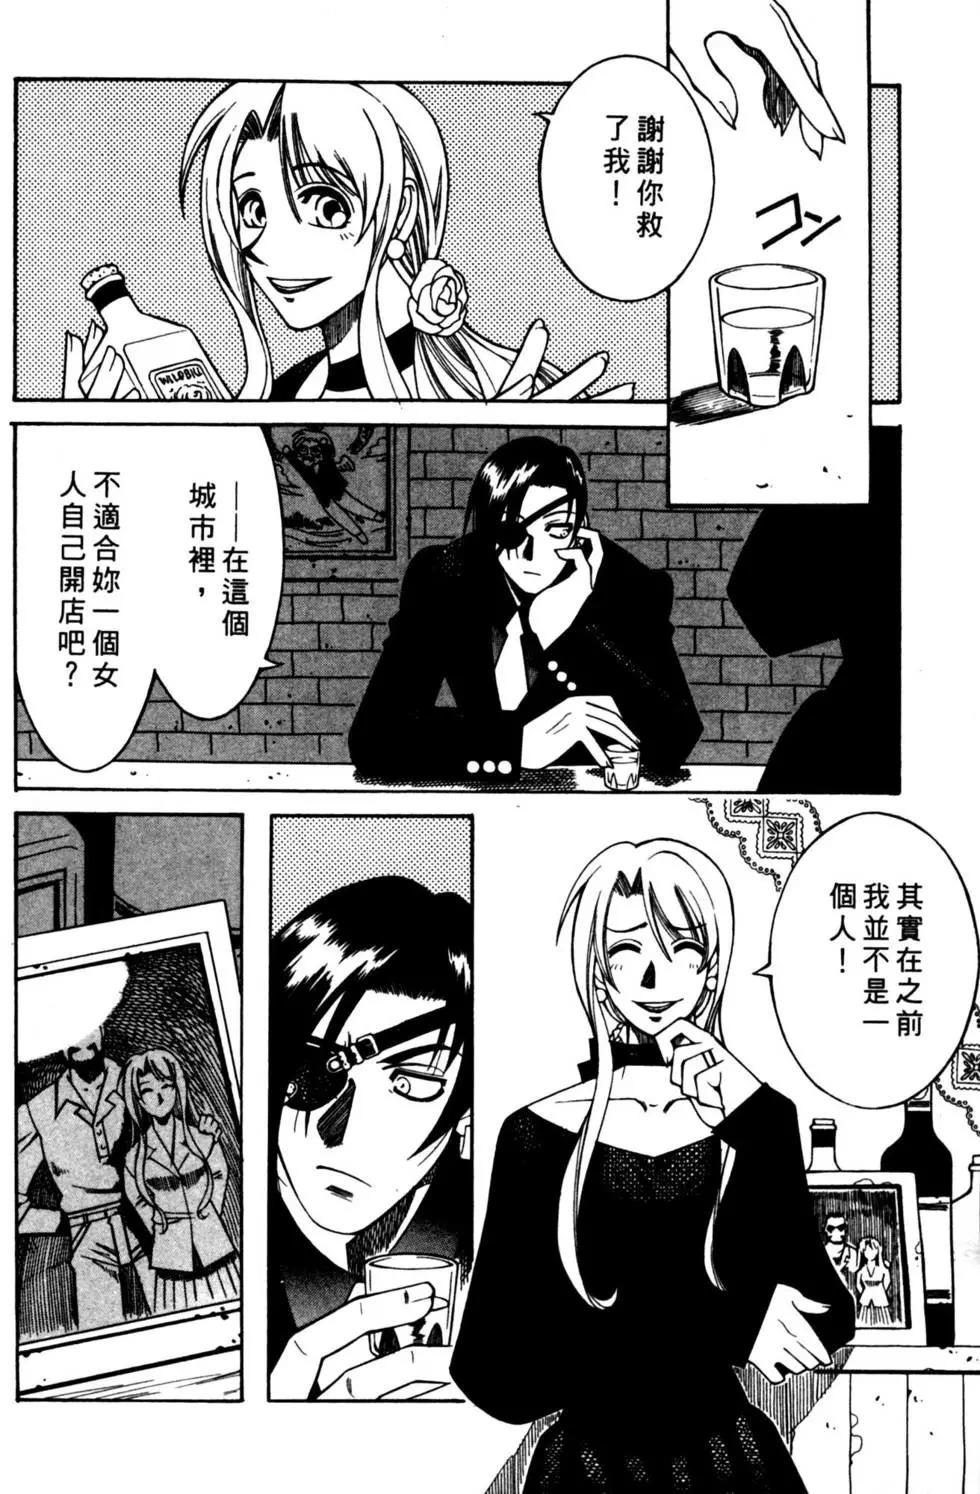 コン
謝謝你救
了我！
WLOBIU
——在這個
城市裡，
不適合妳一個女
人自己開店吧？
其實在之前
我並不是一
個人！